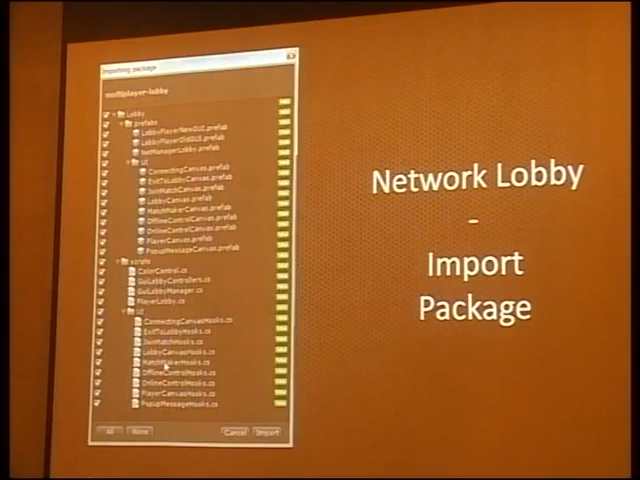 Importing package
multiplayer-lobby
Lobby
prefabs
LobbyPlayerNewGUI.prefab
LobbyPlayerOldGUI.prefab
NetManagerLobby.prefab
UI
ConnectingCanvas.prefab
ExitToLobbyCanvas.prefab
JoinMatchCanvas.prefab
LobbyCanvas.prefab
MatchMakerCanvas.prefab
OfflineControlCanvas.prefab
OnlineControlCanvas.prefab
PlayerCanvas.prefab
PopupMessageCanvas.prefab
scripts
ColorControl.cs
GuiLobbyControllers.cs
GuiLobbyManager.cs
PlayerLobby.cs
UI
ConnectingCanvasHooks.cs
ExitToLobbyHooks.cs
JoinMatchHooks.cs
LobbyCanvasHooks.cs
MatchMakerHooks.cs
OfflineControlHooks.cs
OnlineControlHooks.cs
PlayerCanvasHooks.cs
PopupMessageHooks.cs
All None Cancel Import
Network Lobby
-
Import
Package